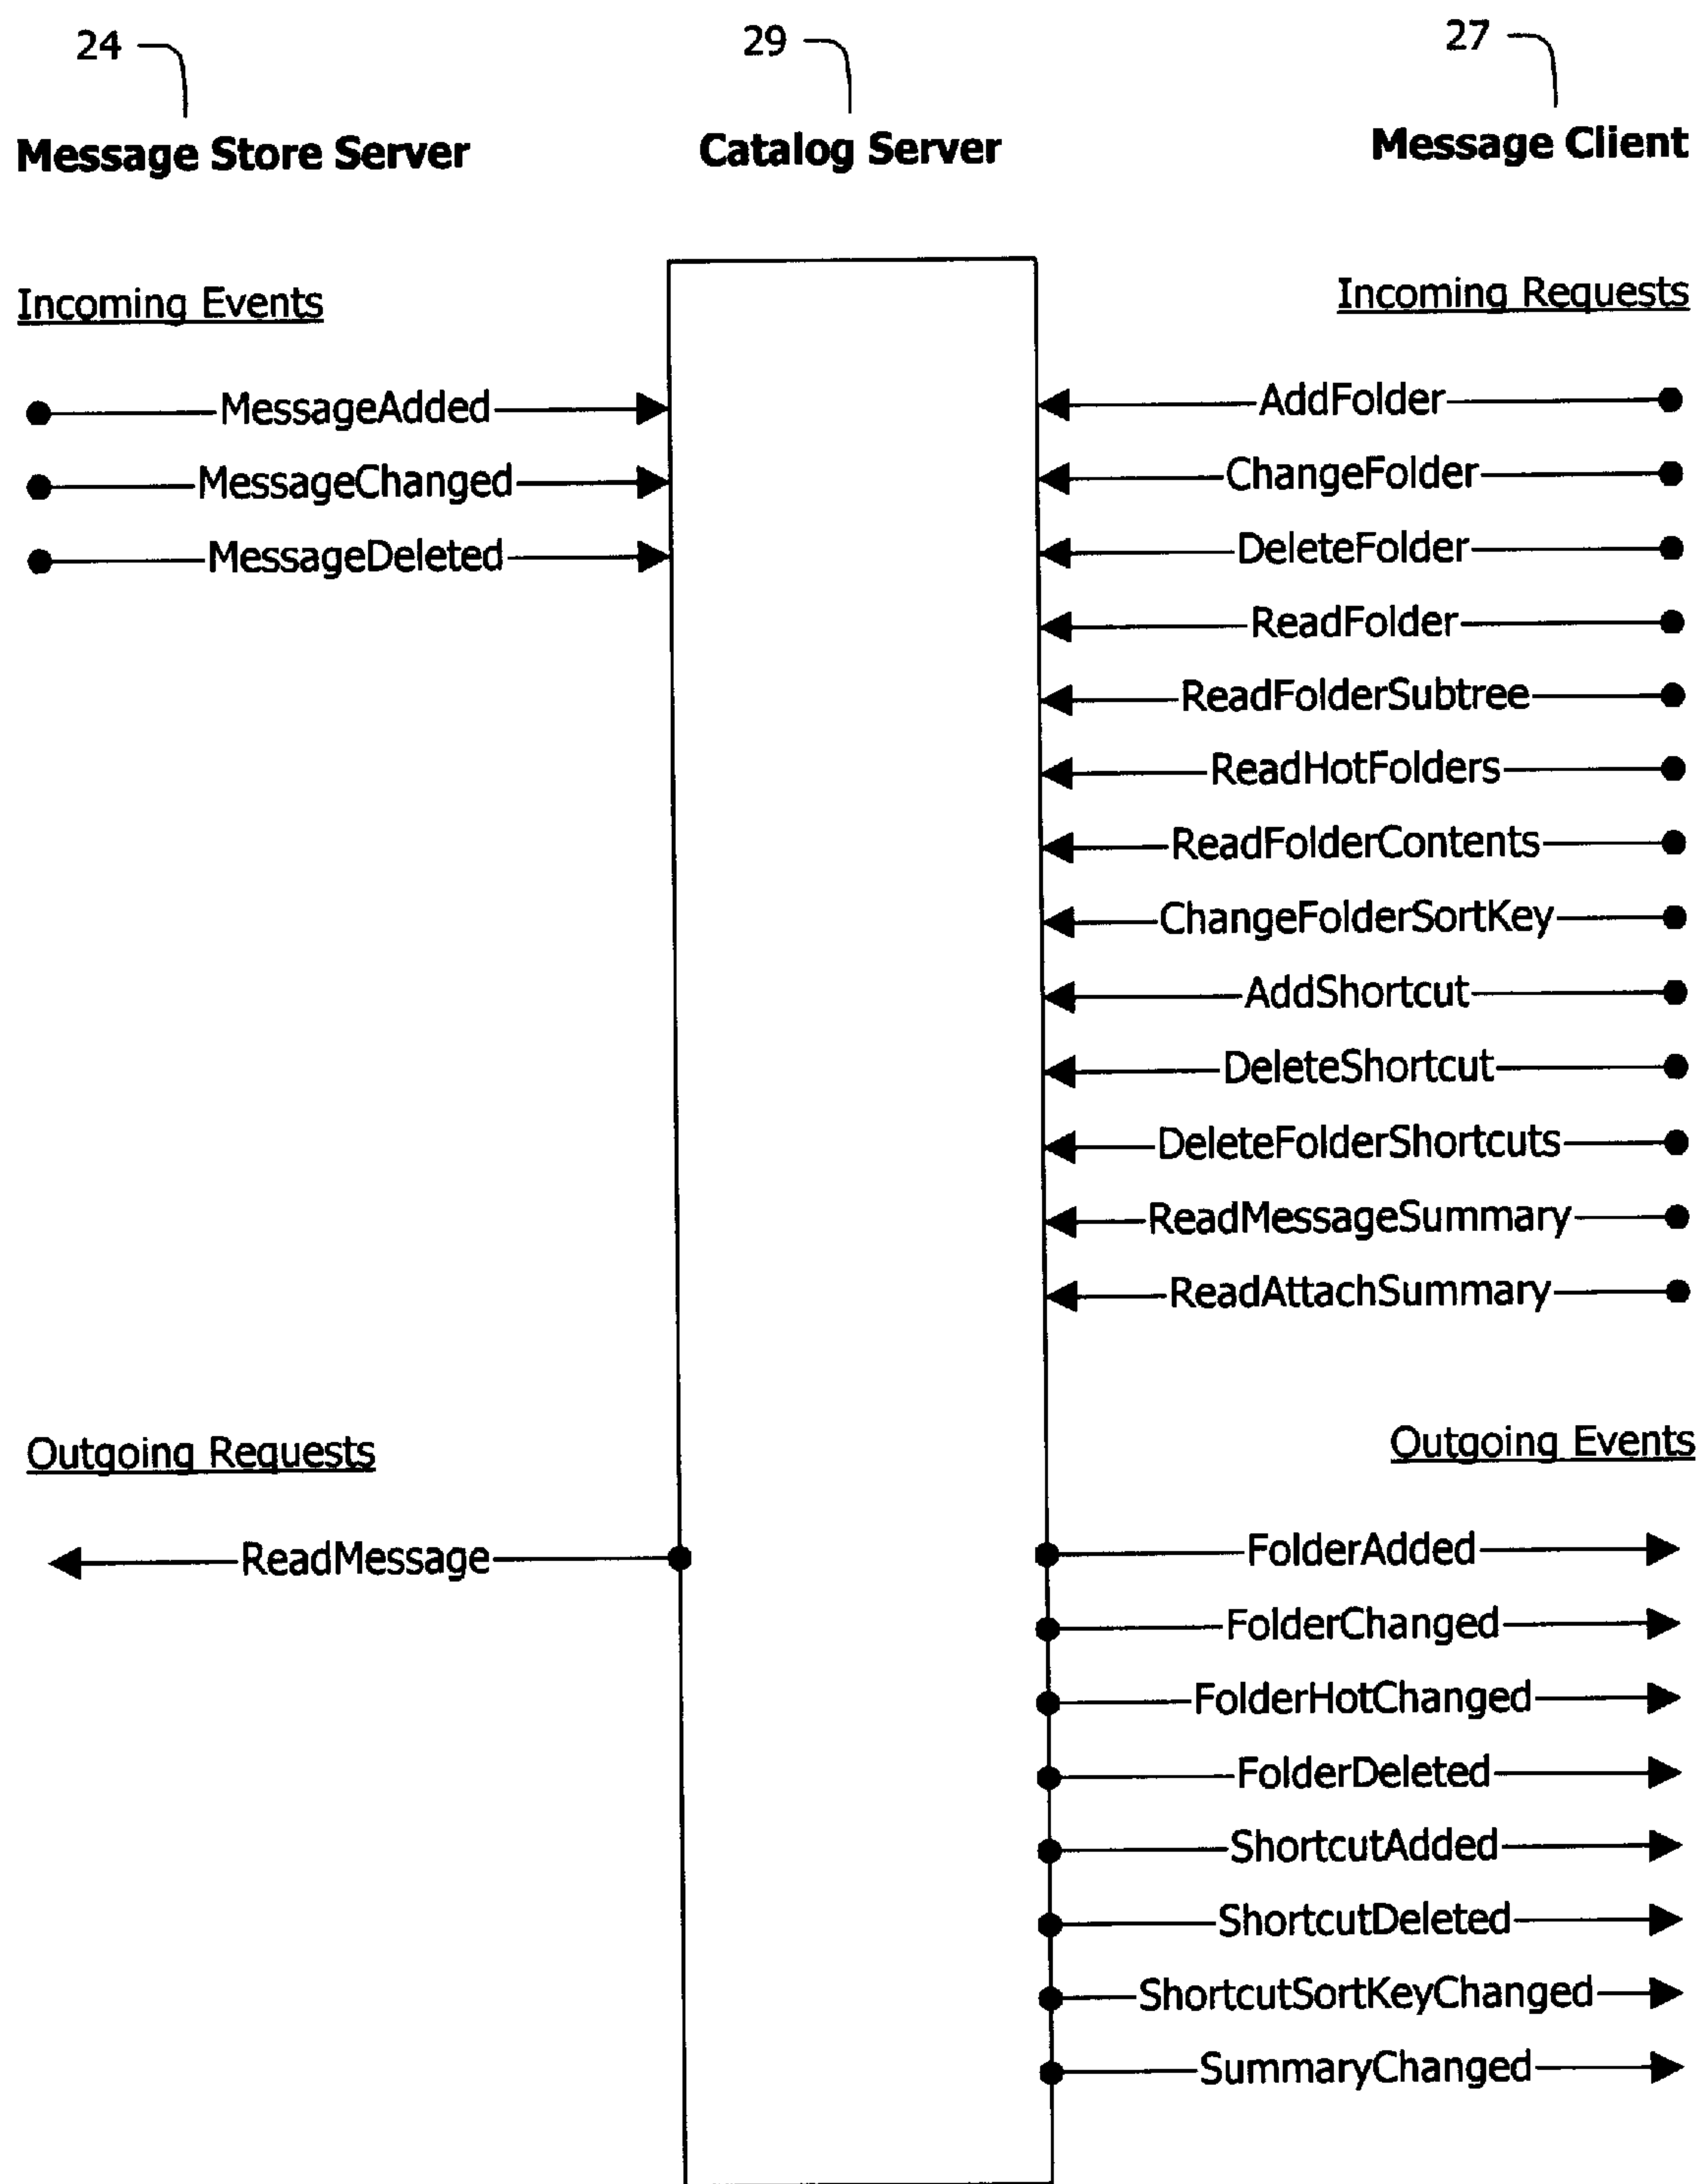 24
29
27
Message Store Server
Catalog Server
Message Client
Incoming Events
Incoming Requests
MessageAdded
AddFolder
MessageChanged
ChangeFolder
MessageDeleted
DeleteFolder
ReadFolder
ReadFolderSubtree
ReadHotFolders
ReadFolderContents
ChangeFolderSortKey
AddShortcut
DeleteShortcut
DeleteFolderShortcuts
ReadMessageSummary
ReadAttachSummary
Outgoing Requests
Outgoing Events
ReadMessage
FolderAdded
FolderChanged
FolderHotChanged
FolderDeleted
ShortcutAdded
ShortcutDeleted
ShortcutSortKeyChanged
SummaryChanged